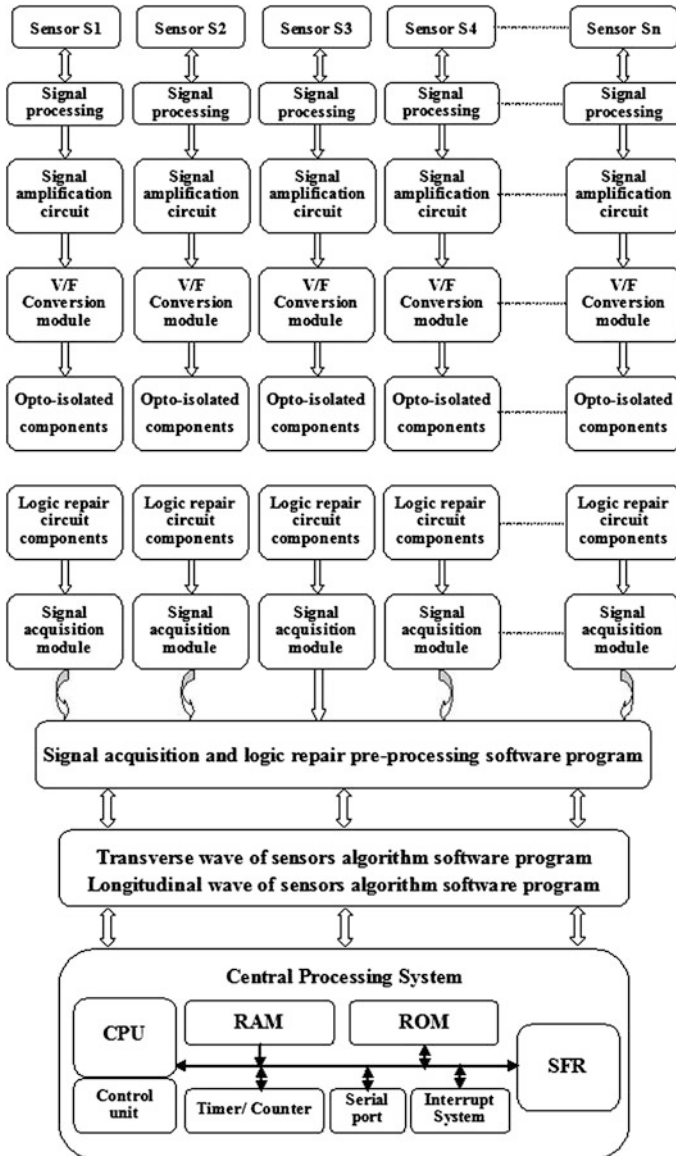 Sensor S1 Sensor S2 Sensor S3 Sensor S4 Sensor Sn
Signal Signal Signal Signal Signal
processing processing processing processing processing
Signal Signal Signal Signal Signal
amplification amplification amplification amplification amplification
circuit circuit circuit circuit circuit
V/F V/F V/F V/F V/F
Conversion Conversion Conversion Conversion Conversion
module module module module module
Opto-isolated Opto-isolated Opto-isolated Opto-isolated Opto-isolated
components components components components components
Logic repair Logic repair Logic repair Logic repair Logic repair
circuit circuit circuit circuit circuit
components components components components components
Signal Signal Signal Signal Signal
acquisition acquisition acquisition acquisition acquisition
module module module module module
Signal acquisition and logic repair pre-processing software program
Transverse wave of sensors algorithm software program
Longitudinal wave of sensors algorithm software program
Central Processing System
CPU RAM ROM
SFR
Control
unit
Timer/ Counter
Serial
port
Interrupt
System